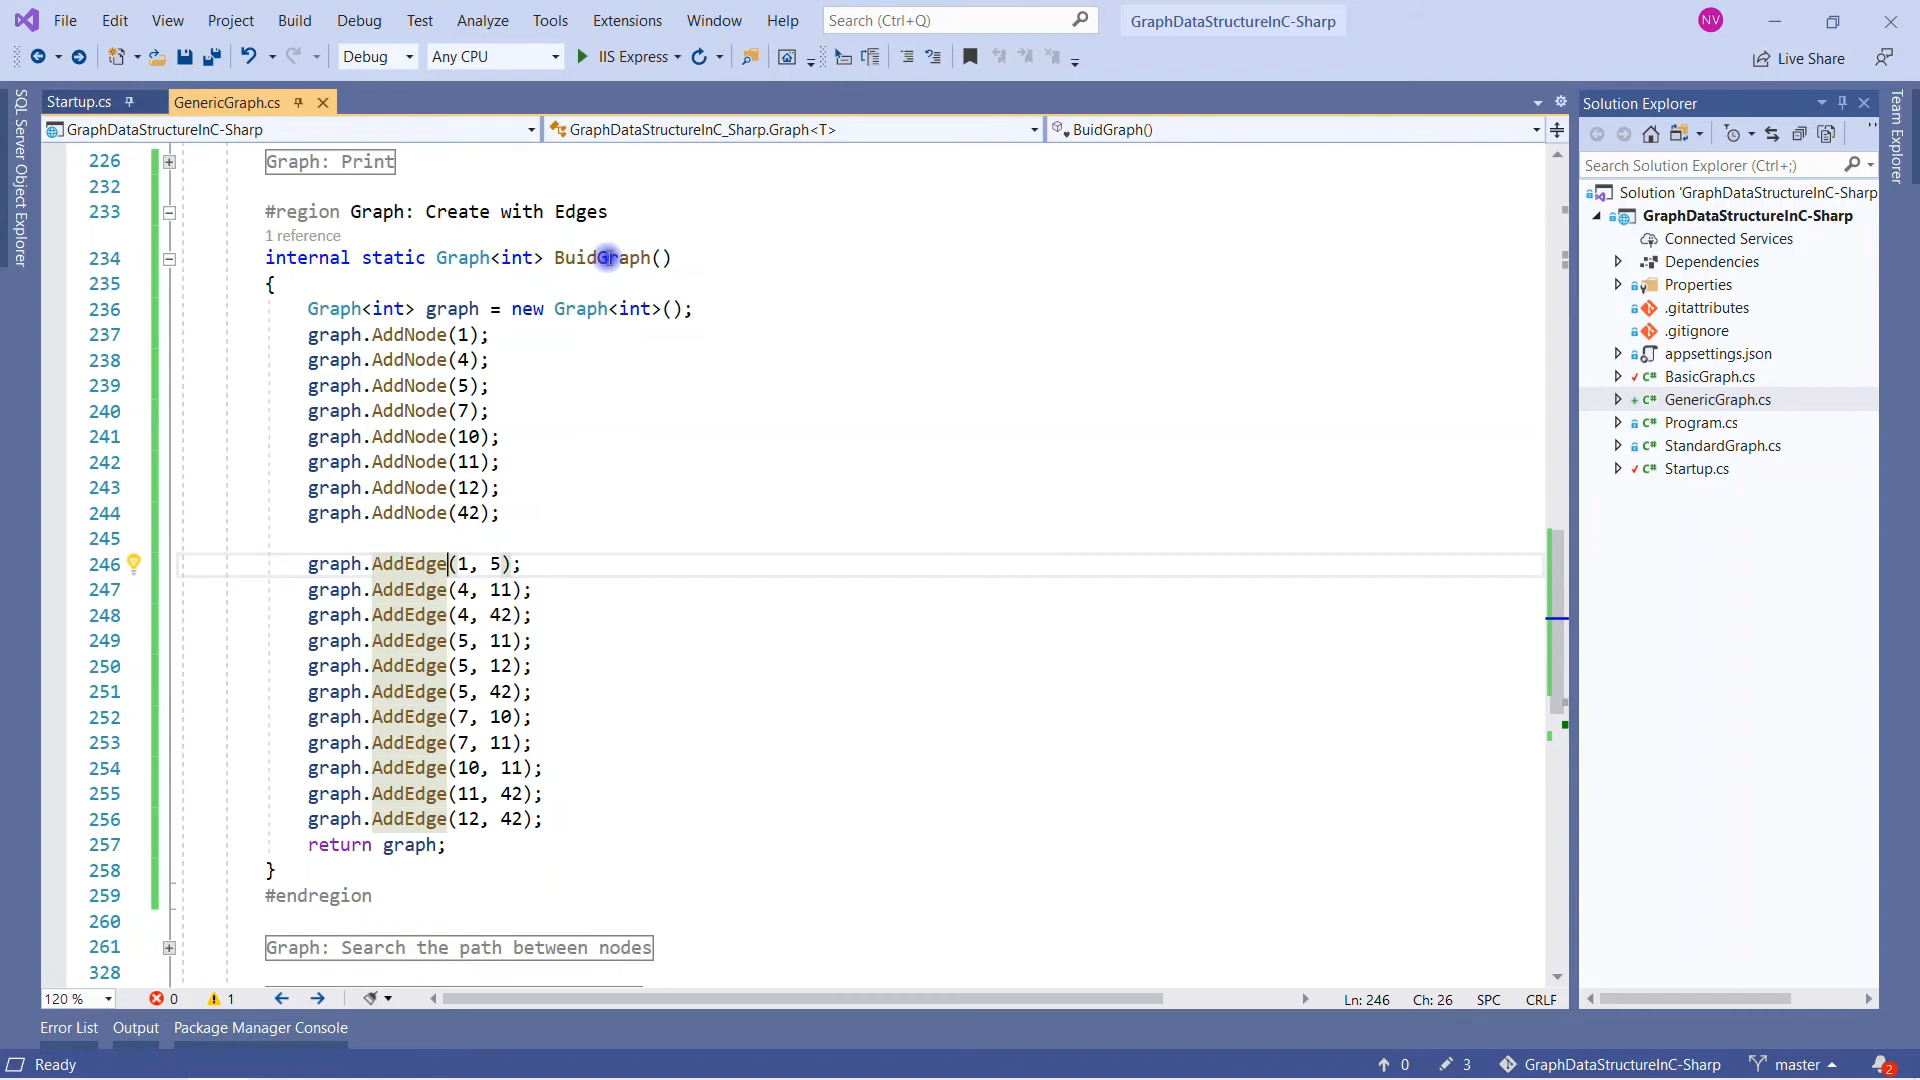 File Edit View Project Build Debug Test Analyze Tools Extensions Window Help Search (Ctrl+Q) GraphDataStructureInC-Sharp NV
Debug Any CPU IIS Express Live Share
SQL Server Object Explorer
Startup.cs GenericGraph.cs
GraphDataStructureInC-Sharp GraphDataStructureInC_Sharp.Graph<T> BuidGraph()
226 Graph: Print
232
233 #region Graph: Create with Edges
1 reference
234 internal static Graph<int> BuidGraph()
235 {
236 Graph<int> graph = new Graph<int>();
237 graph.AddNode(1);
238 graph.AddNode(4);
239 graph.AddNode(5);
240 graph.AddNode(7);
241 graph.AddNode(10);
242 graph.AddNode(11);
243 graph.AddNode(12);
244 graph.AddNode(42);
245
246 graph.AddEdge(1, 5);
247 graph.AddEdge(4, 11);
248 graph.AddEdge(4, 42);
249 graph.AddEdge(5, 11);
250 graph.AddEdge(5, 12);
251 graph.AddEdge(5, 42);
252 graph.AddEdge(7, 10);
253 graph.AddEdge(7, 11);
254 graph.AddEdge(10, 11);
255 graph.AddEdge(11, 42);
256 graph.AddEdge(12, 42);
257 return graph;
258 }
259 #endregion
260
261 Graph: Search the path between nodes
328
120 % 0 1 Ln: 246 Ch: 26 SPC CRLF
Solution Explorer
Search Solution Explorer (Ctrl+;)
Solution 'GraphDataStructureInC-Sharp
GraphDataStructureInC-Sharp
Connected Services
Dependencies
Properties
.gitattributes
.gitignore
appsettings.json
C# BasicGraph.cs
C# GenericGraph.cs
C# Program.cs
C# StandardGraph.cs
C# Startup.cs
Team Explorer
Error List Output Package Manager Console
Ready 0 3 GraphDataStructureInC-Sharp master 2